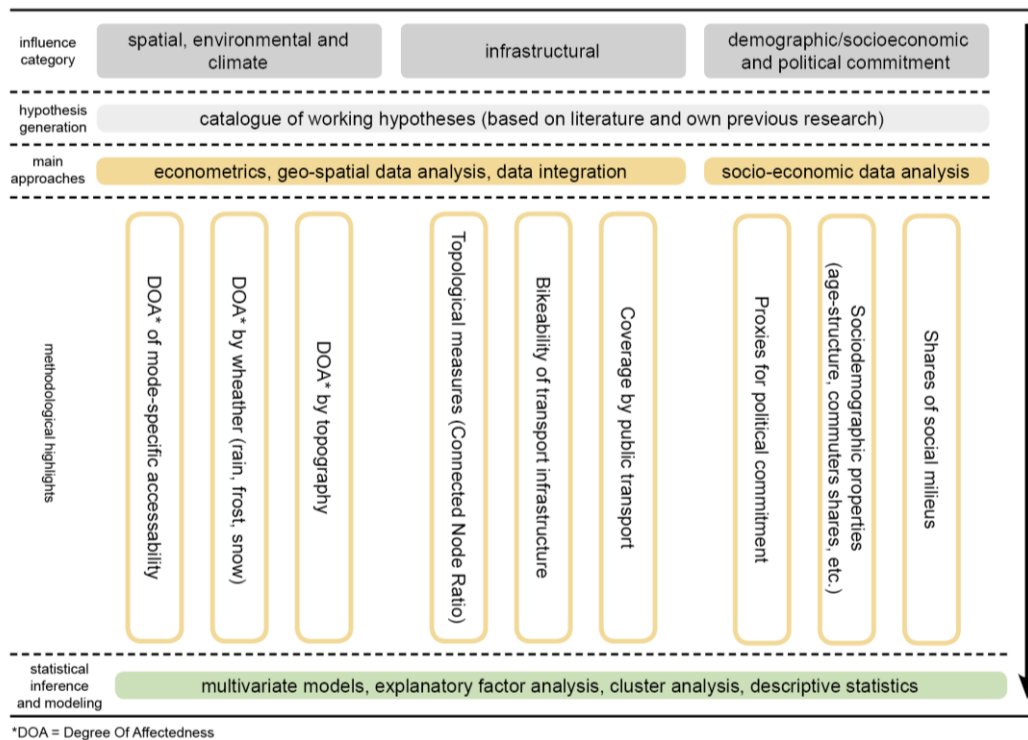 influence
category
spatial, environmental and
climate
infrastructural
demographic/socioeconomic
and political commitment
hypothesis
generation
catalogue of working hypotheses (based on literature and own previous research)
main
approaches
econometrics, geo-spatial data analysis, data integration
socio-economic data analysis
methodological highlights
DOA* of mode-specific accessability
DOA* by wheather (rain, frost, snow)
DOA* by topography
Topological measures (Connected Node Ratio)
Bikeability of transport infrastructure
Coverage by public transport
Proxies for political commitment
Sociodemographic properties
(age-structure, commuters shares, etc.)
Shares of social milieus
statistical
inference
and modeling
multivariate models, explanatory factor analysis, cluster analysis, descriptive statistics
*DOA = Degree Of Affectedness